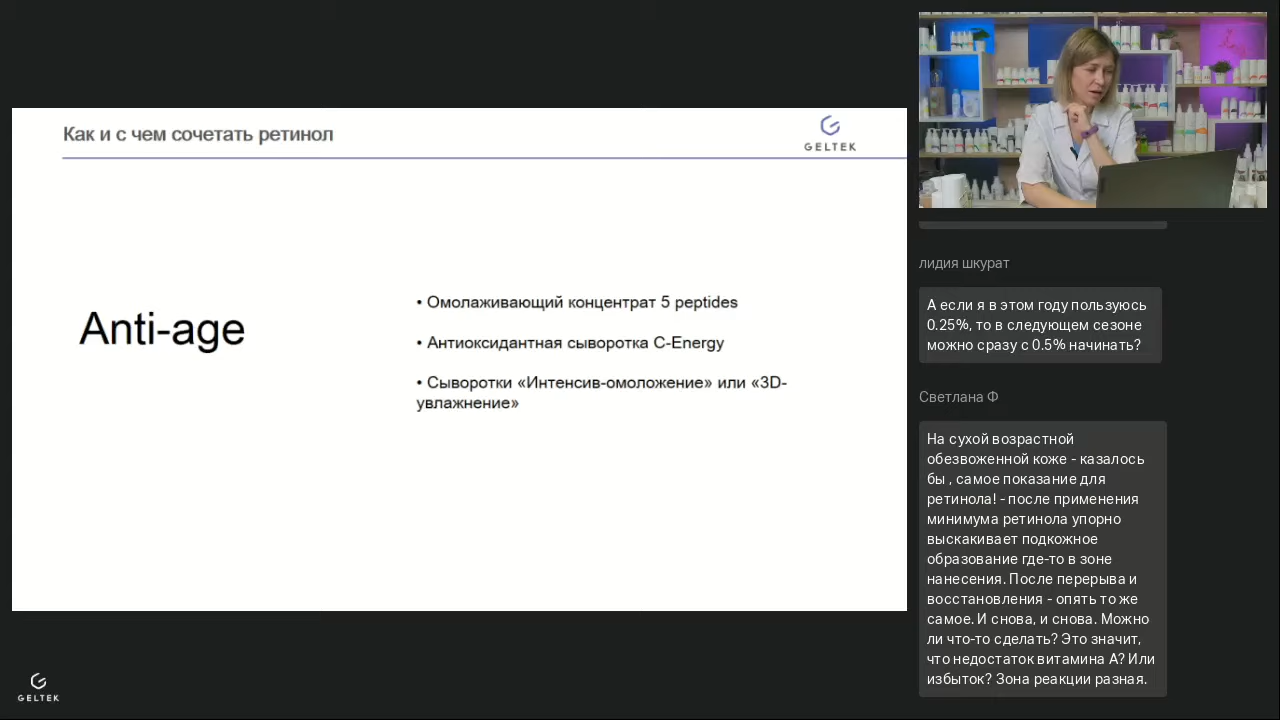 Как и с чем сочетать ретинол
GELTEK
Anti-age
• Омолаживающий концентрат 5 peptides
• Антиоксидантная сыворотка C-Energy
• Сыворотки «Интенсив-омоложение» или «3D-
увлажнение»
GELTEK
лидия шкурат
А если я в этом году пользуюсь
0.25%, то в следующем сезоне
можно сразу с 0.5% начинать?
Светлана Ф
На сухой возрастной
обезвоженной коже - казалось
бы , самое показание для
ретинола! - после применения
минимума ретинола упорно
выскакивает подкожное
образование где-то в зоне
нанесения. После перерыва и
восстановления - опять то же
самое. И снова, и снова. Можно
ли что-то сделать? Это значит,
что недостаток витамина А? Или
избыток? Зона реакции разная.